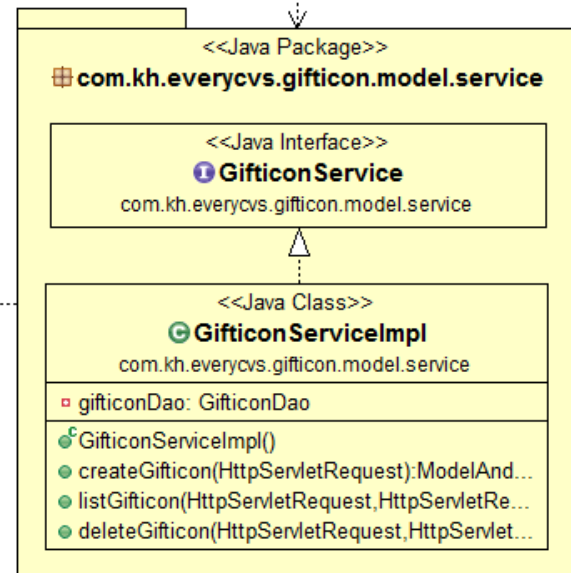 <<Java Package>>
com.kh.everycvs.gifticon.model.service
<<Java Interface>>
GifticonService
com.kh.everycvs.gifticon.model.service
<<Java Class>>
GifticonServiceImpl
com.kh.everycvs.gifticon.model.service
gifticonDao: GifticonDao
GifticonServiceImpl()
createGifticon(HttpServletRequest):ModelAnd...
listGifticon(HttpServletRequest,HttpServletRe...
deleteGifticon(HttpServletRequest,HttpServlet...